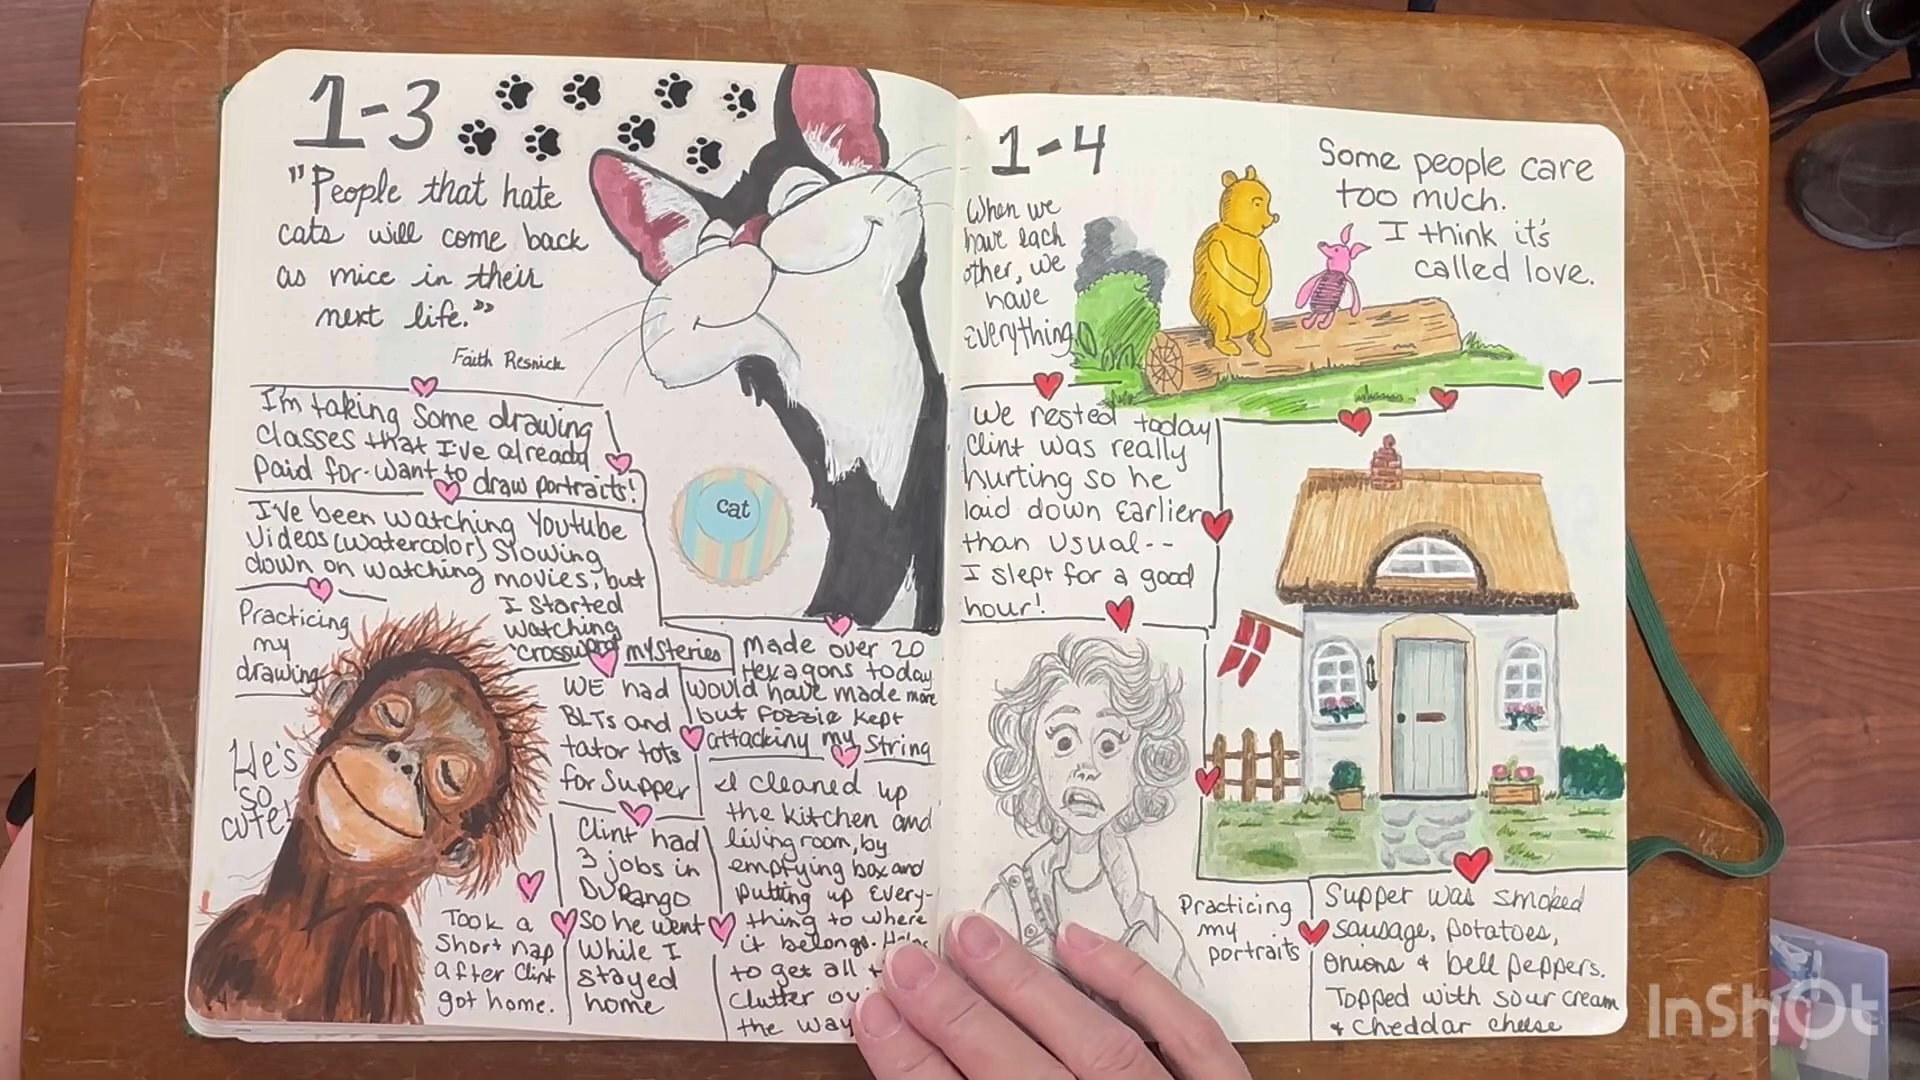 1-3
"People that hate
cats will come back
as mice in their
next life."
Faith Resnick
cat
I'm taking some drawing
classes that I've already
paid for. want to draw portraits!
I've been watching Youtube
videos (watercolor) Slowing
down on watching movies, but
I started
watching
"crossword mysteries
Practicing
my
drawing
He's
so
cute!
WE had
BLTs and
tator tots
for Supper
Made over 20
Hexagons today
would have made more
but Fozzie kept
attacking my String
Clint had
3 jobs in
DURango
so he went
while I
stayed
home
Took a
short nap
after Clint
got home.
I cleaned up
the kitchen and
living room, by
emptying box and
putting up every-
thing to where
it belongs.
to get all
clutter
the way
1-4
When we
have each
other, we
have
Everything
Some people care
too much.
I think it's
called love.
We rested today
Clint was really
hurting so he
laid down Earlier
than usual--
I slept for a good
hour!
Practicing
my
portraits
Supper was smoked
sausage, potatoes,
onions & bell peppers.
Topped with sour cream
& cheddar cheese
InShOt